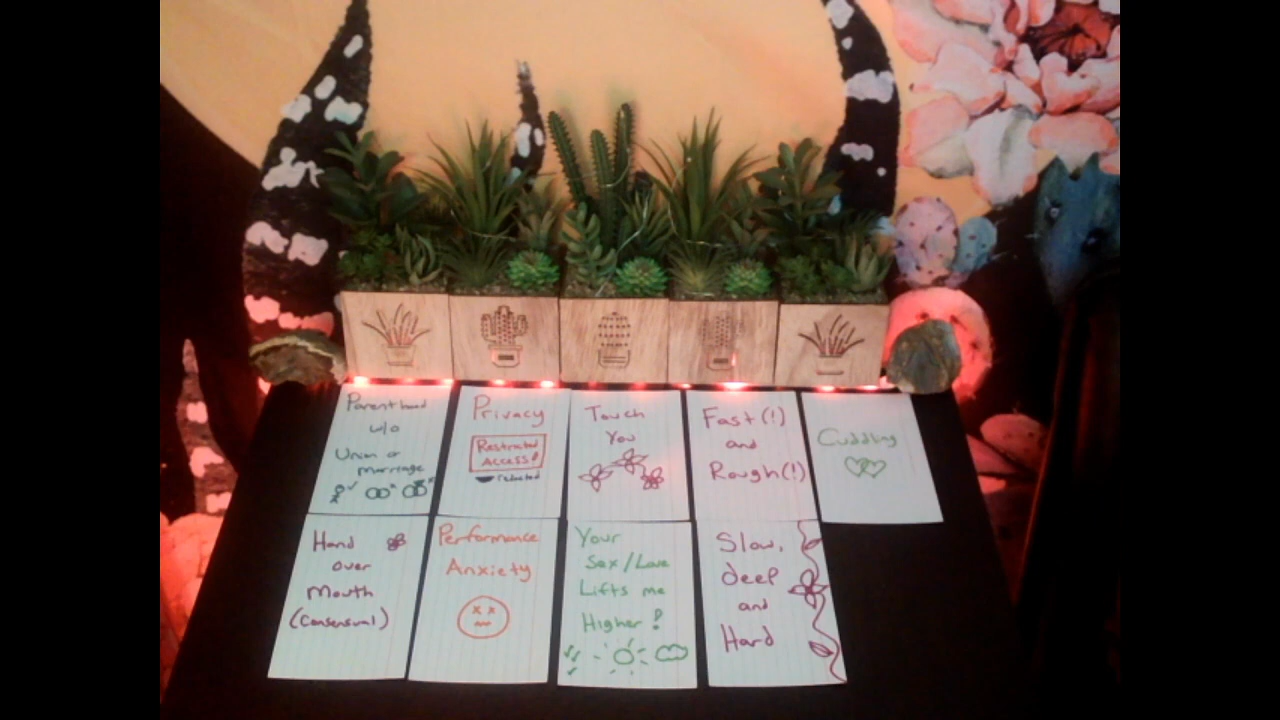 Parenthood
w/o
Union or
marriage
Privacy
Restricted
Access!
related
Touch
You
Fast(!)
and
Rough(!)
Cuddling
Hand
over
Mouth
(consensual)
Performance
Anxiety
Your
Sex/Love
Lifts me
Higher!
Slow,
deep
and
Hard